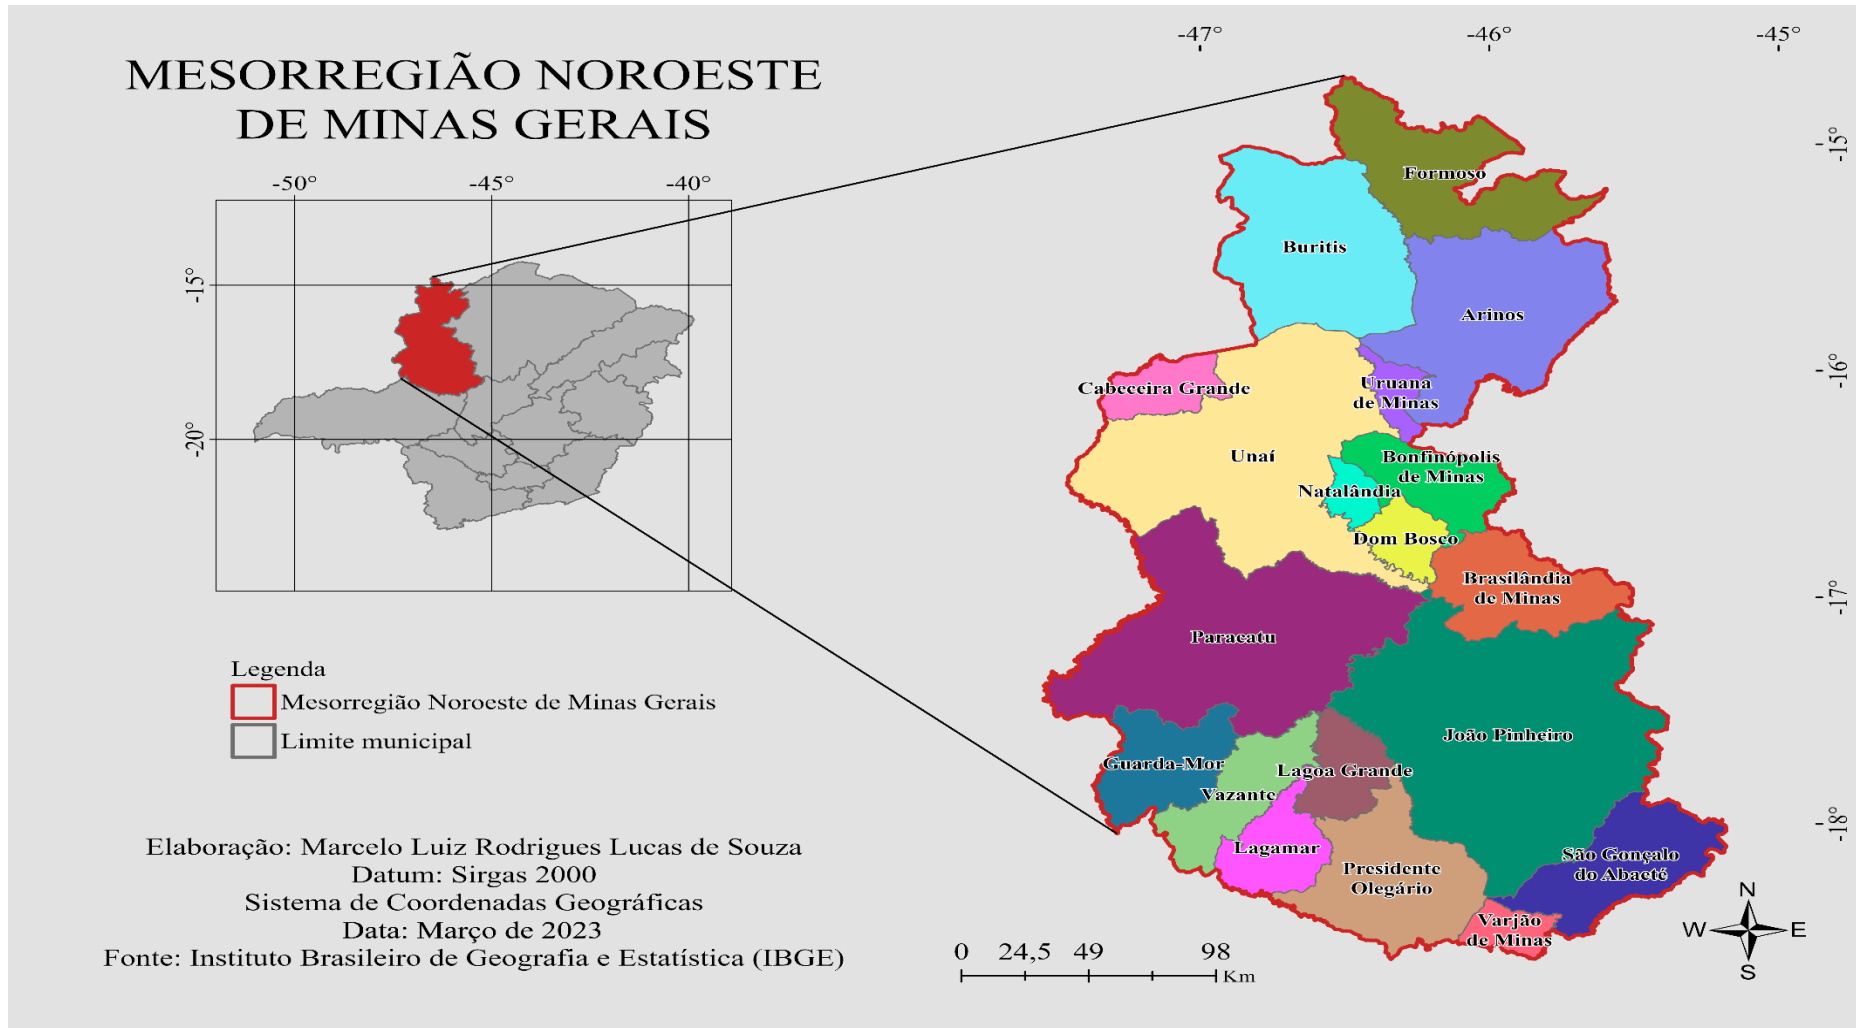 MESORREGIÃO NOROESTE
DE MINAS GERAIS
-50°
-45°
-40°
-15°
-20°
Legenda
Mesorregião Noroeste de Minas Gerais
Limite municipal
Elaboração: Marcelo Luiz Rodrigues Lucas de Souza
Datum: Sirgas 2000
Sistema de Coordenadas Geográficas
Data: Março de 2023
Fonte: Instituto Brasileiro de Geografia e Estatística (IBGE)
-47°
-46°
-45°
-15°
-16°
-17°
-18°
Formoso
Buritis
Arinos
Cabeceira Grande
Uruana
de Minas
Unaí
Bonfinópolis
de Minas
Natalândia
Dom Bosco
Brasilândia
de Minas
Paracatu
João Pinheiro
Guarda-Mor
Lagoa Grande
Vazante
Lagamar
Presidente
Olegário
São Gonçalo
do Abaeté
Varjão
de Minas
0 24,5 49 98
Km
N
W E
S